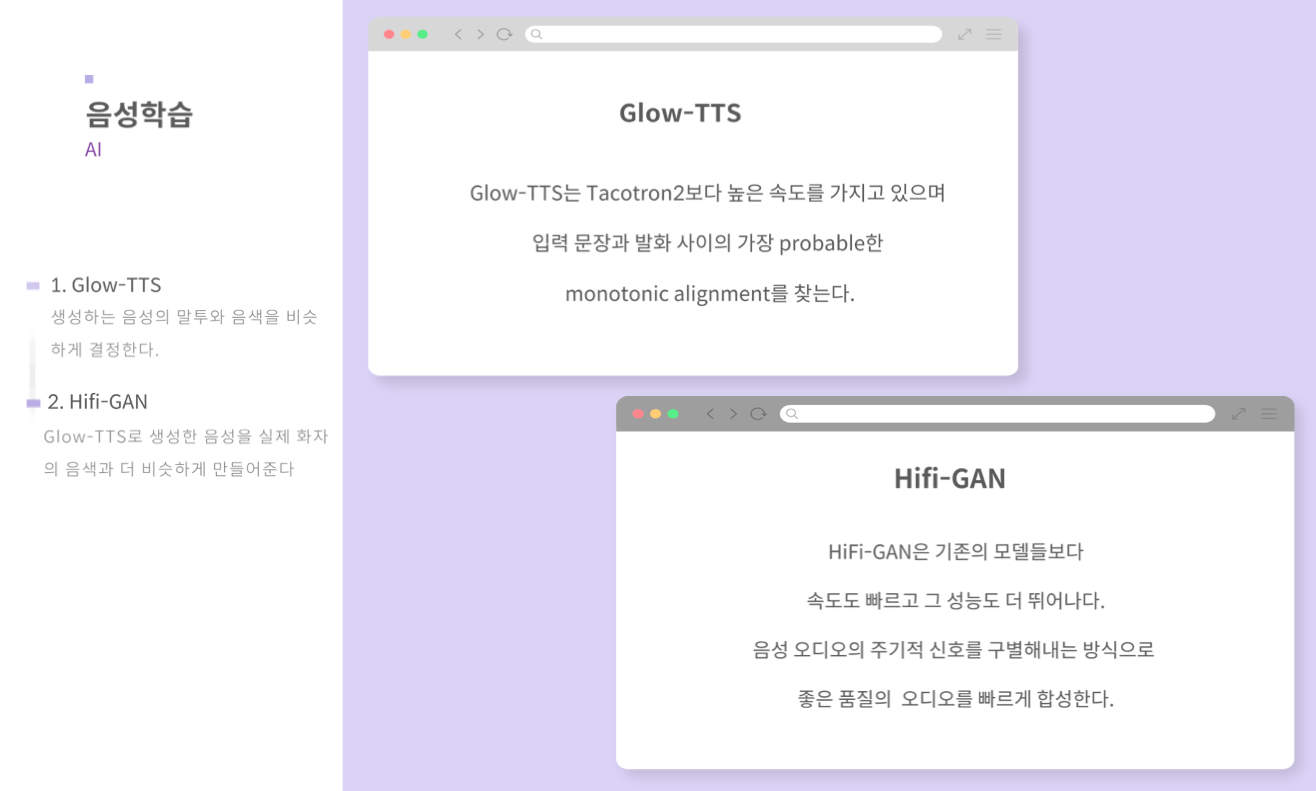 음성학습
AI
1. Glow-TTS
생성하는 음성의 말투와 음색을 비슷
하게 결정한다.
2. Hifi-GAN
Glow-TTS로 생성한 음성을 실제 화자
의 음색과 더 비슷하게 만들어준다
Glow-TTS
Glow-TTS는 Tacotron2보다 높은 속도를 가지고 있으며
입력 문장과 발화 사이의 가장 probable한
monotonic alignment를 찾는다.
Hifi-GAN
HiFi-GAN은 기존의 모델들보다
속도도 빠르고 그 성능도 더 뛰어나다.
음성 오디오의 주기적 신호를 구별해내는 방식으로
좋은 품질의 오디오를 빠르게 합성한다.